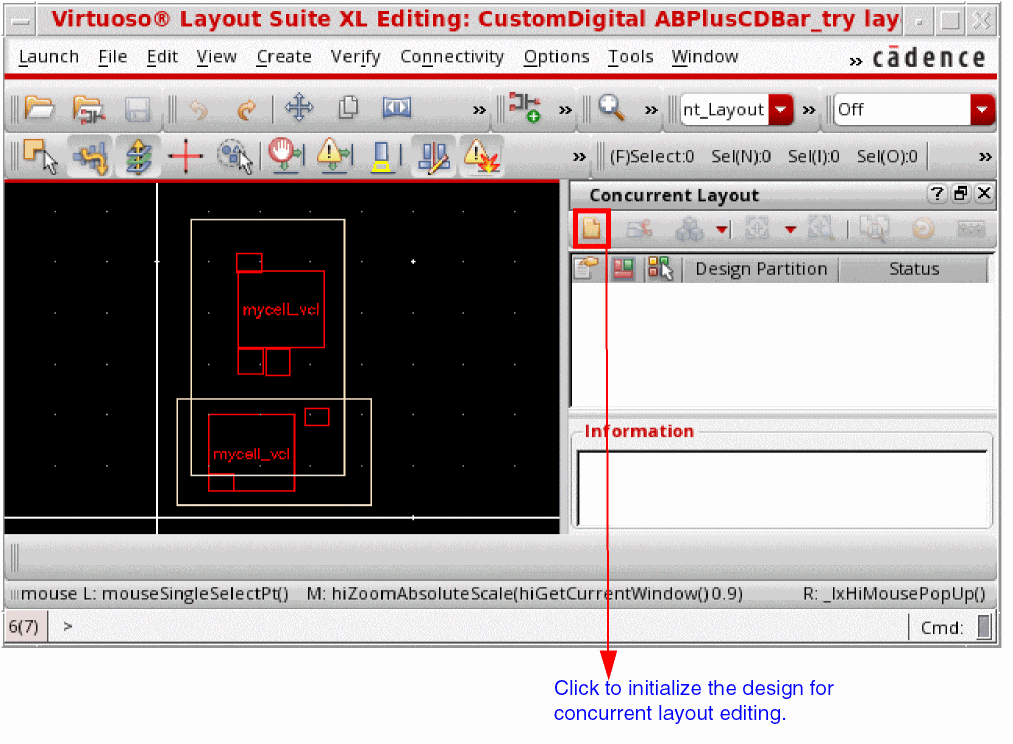 Virtuoso® Layout Suite XL Editing: CustomDigital ABPlusCDBar_try lay
Launch File Edit View Create Verify Connectivity Options Tools Window » cādence
» » » nt_Layout » Off
» (F)Select:0 Sel(N):0 Sel(I):0 Sel(O):0 »
Concurrent Layout
Design Partition Status
mycell_vcl
mycell_vcl
Information
mouse L: mouseSingleSelectPt() M: hiZoomAbsoluteScale(hiGetCurrentWindow()0.9) R: _lxHiMousePopUp()
6(7) > Cmd:
Click to initialize the design for
concurrent layout editing.